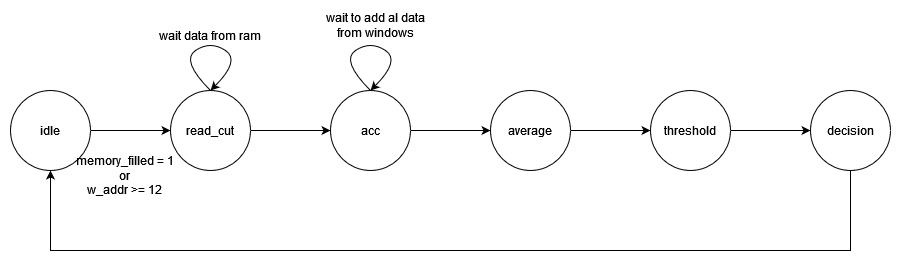 wait data from ram
wait to add al data
from windows
idle
read_cut
acc
average
threshold
decision
memory_filled = 1
or
w_addr >= 12